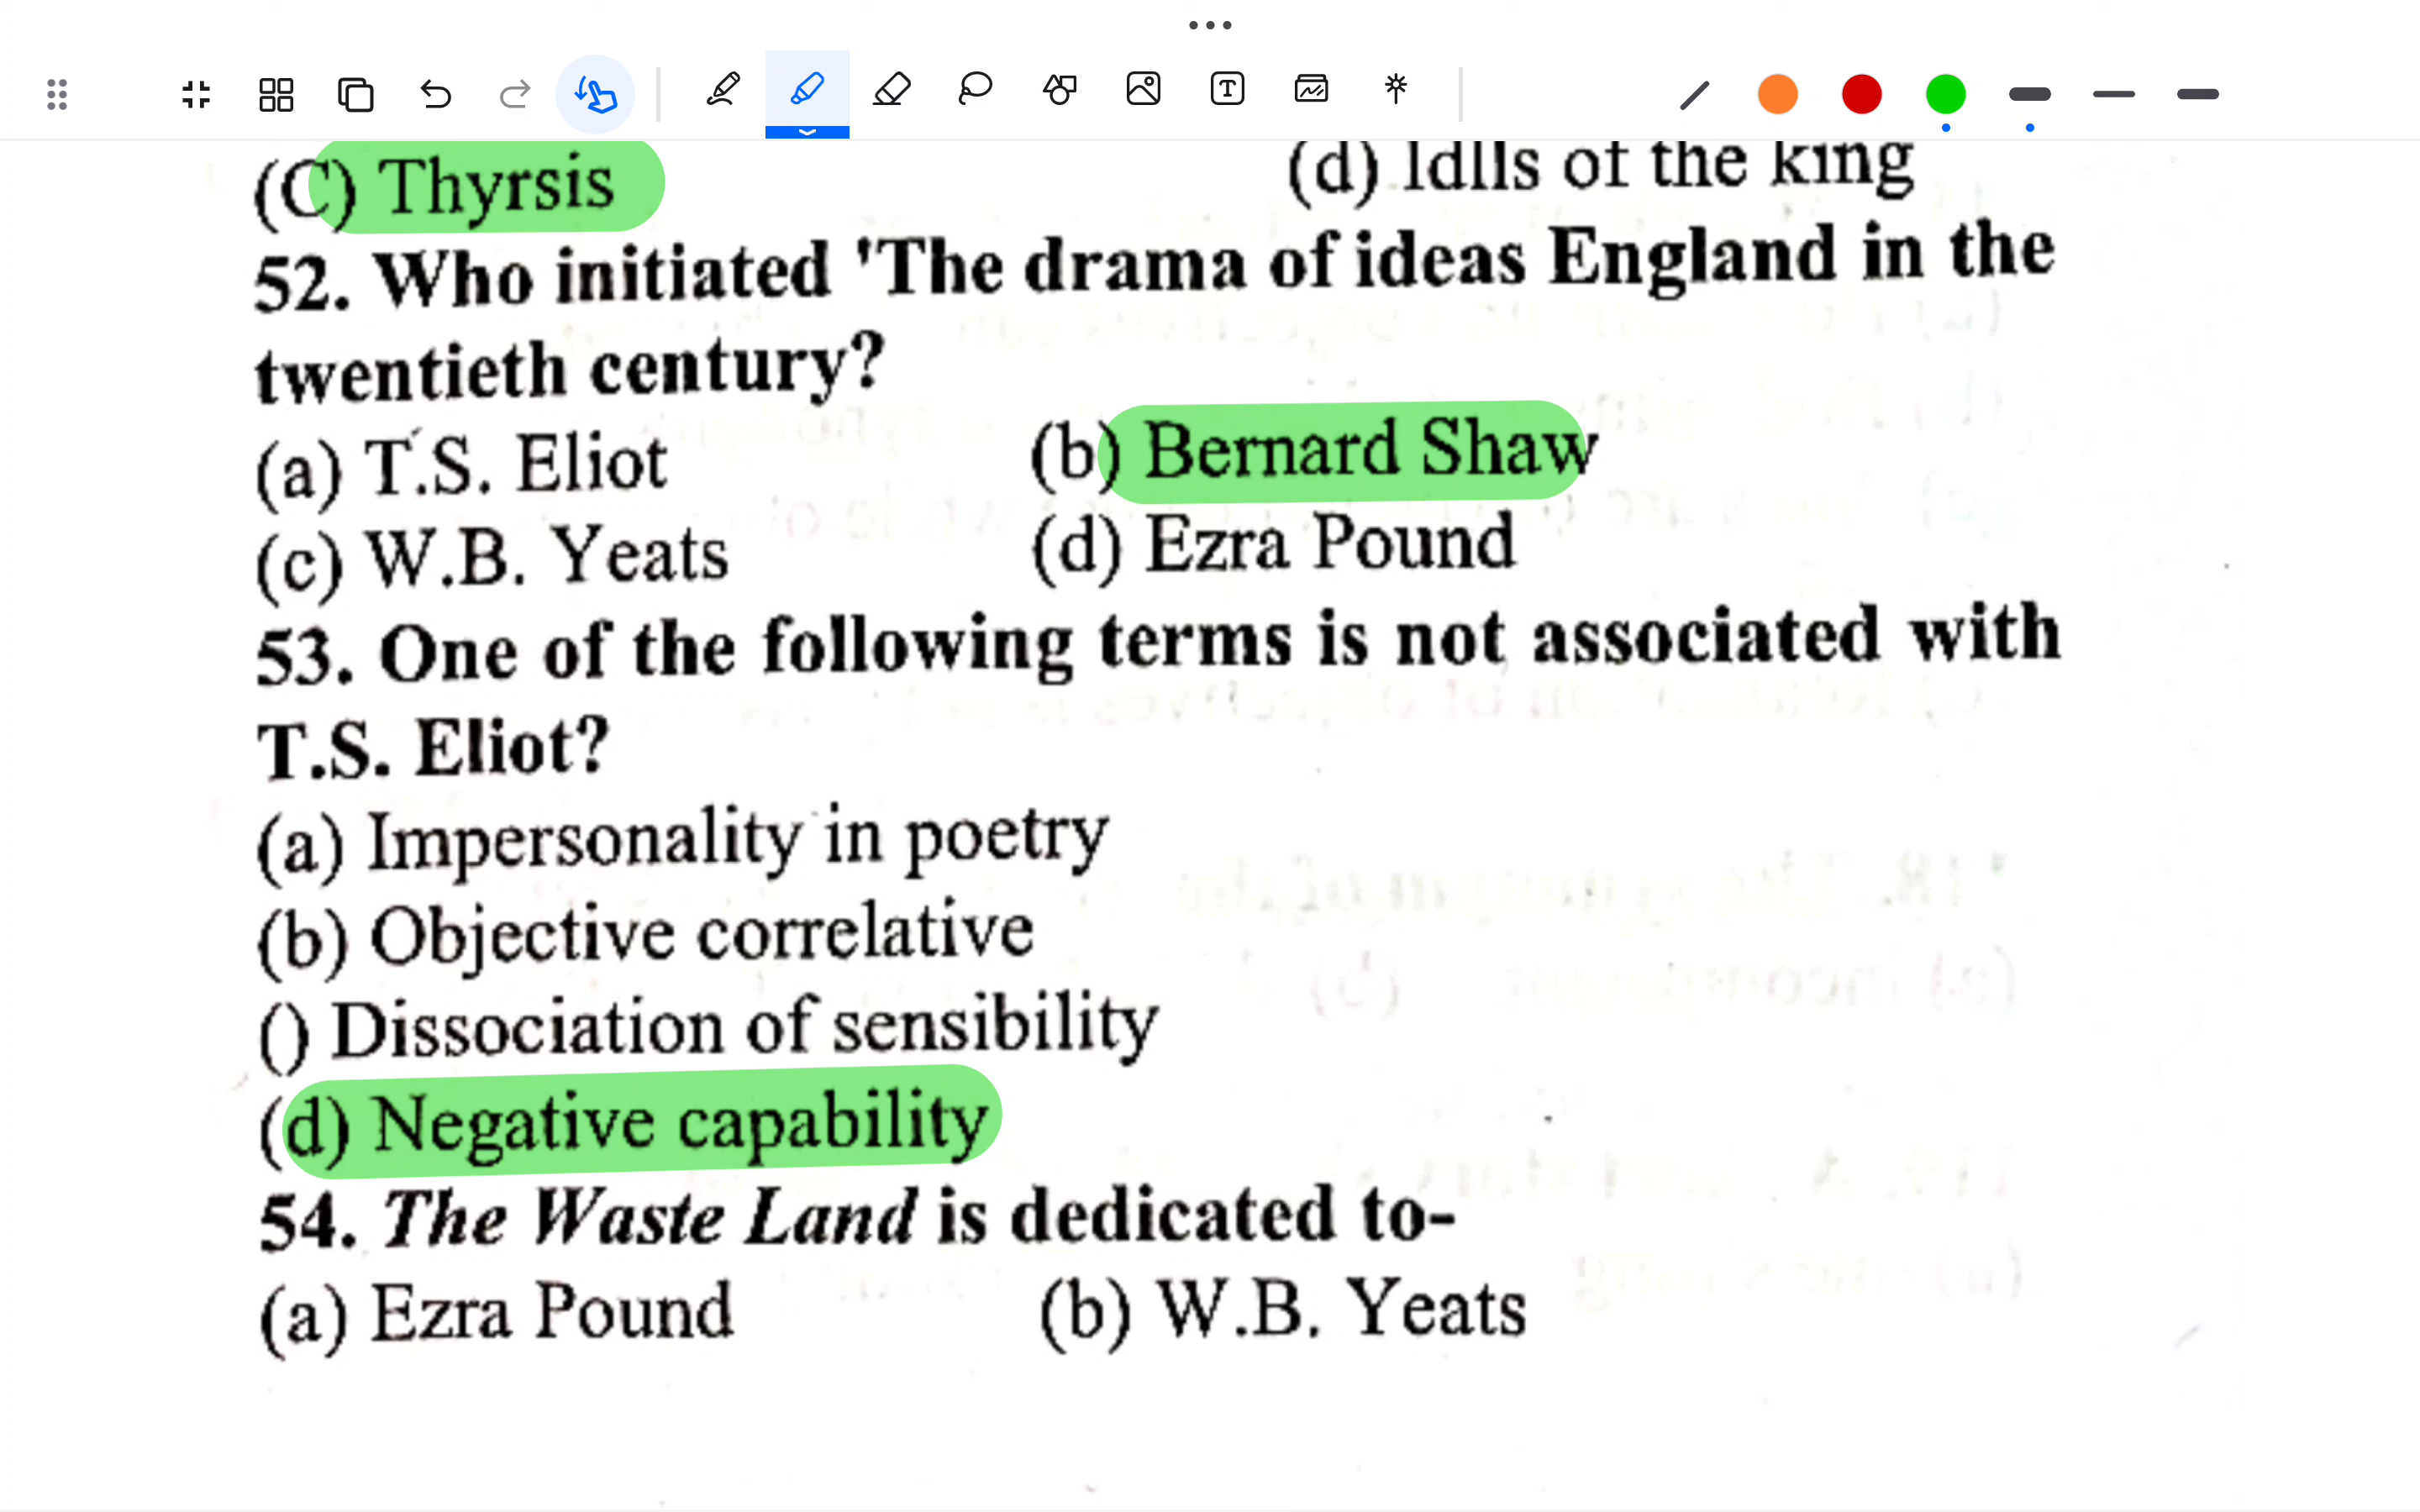 (C) Thyrsis (d) Idlls of the king
52. Who initiated 'The drama of ideas England in the
twentieth century?
(a) T.S. Eliot (b) Bernard Shaw
(c) W.B. Yeats (d) Ezra Pound
53. One of the following terms is not associated with
T.S. Eliot?
(a) Impersonality in poetry
(b) Objective correlative
() Dissociation of sensibility
(d) Negative capability
54. The Waste Land is dedicated to-
(a) Ezra Pound (b) W.B. Yeats